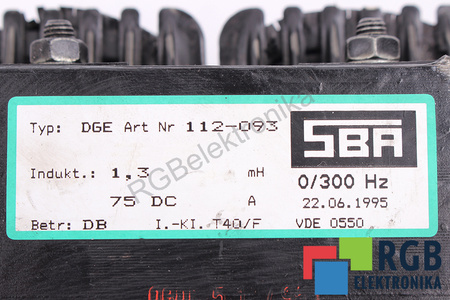 Typ: DGE Art Nr 112-093
SBA
Indukt.: 1,3 mH
0/300 Hz
75 DC A
22.06.1995
Betr: DB I.-KI. T40/F
VDE 0550
RGBelektronika
RGB
ELEKTRONIKA